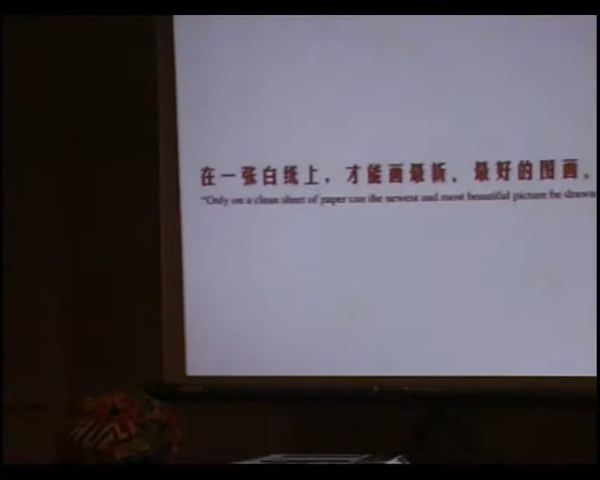 在一张白纸上，才能画最新、最好的图画。
"Only on a clean sheet of paper can the newest and most beautiful picture be drawn